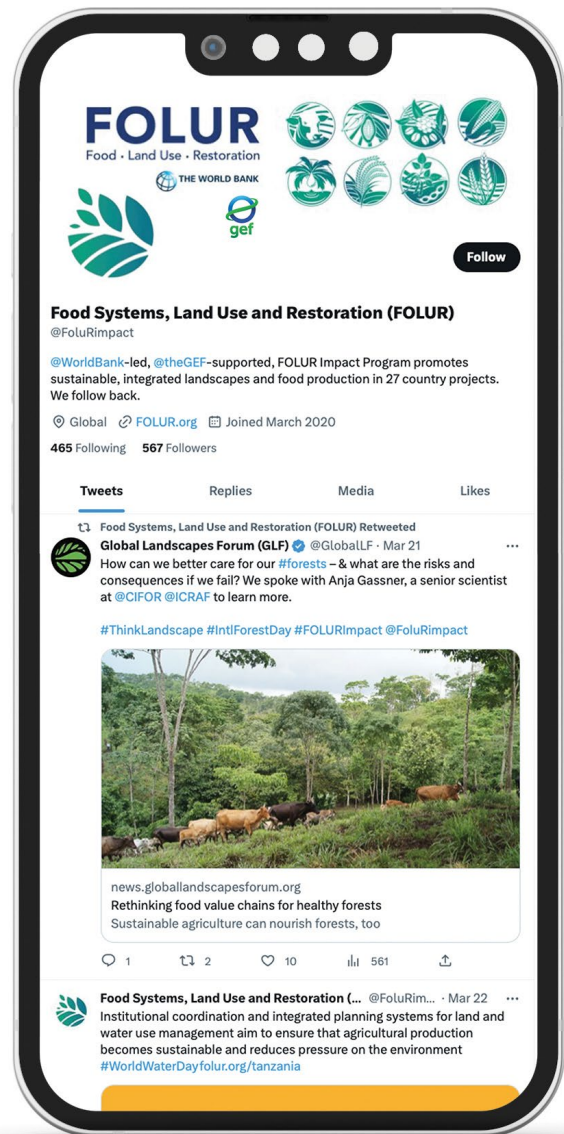 FOLUR
Food · Land Use · Restoration
THE WORLD BANK
gef
Follow
Food Systems, Land Use and Restoration (FOLUR)
@FoluRimpact
@WorldBank-led, @theGEF-supported, FOLUR Impact Program promotes
sustainable, integrated landscapes and food production in 27 country projects.
We follow back.
Global FOLUR.org Joined March 2020
465 Following 567 Followers
Tweets Replies Media Likes
Food Systems, Land Use and Restoration (FOLUR) Retweeted
Global Landscapes Forum (GLF) @GlobalLF · Mar 21 ...
How can we better care for our #forests – & what are the risks and
consequences if we fail? We spoke with Anja Gassner, a senior scientist
at @CIFOR @ICRAF to learn more.
#ThinkLandscape #IntlForestDay #FOLURImpact @FoluRimpact
news.globallandscapesforum.org
Rethinking food value chains for healthy forests
Sustainable agriculture can nourish forests, too
1 2 10 561
Food Systems, Land Use and Restoration (... @FoluRim... · Mar 22 ...
Institutional coordination and integrated planning systems for land and
water use management aim to ensure that agricultural production
becomes sustainable and reduces pressure on the environment
#WorldWaterDayfolur.org/tanzania